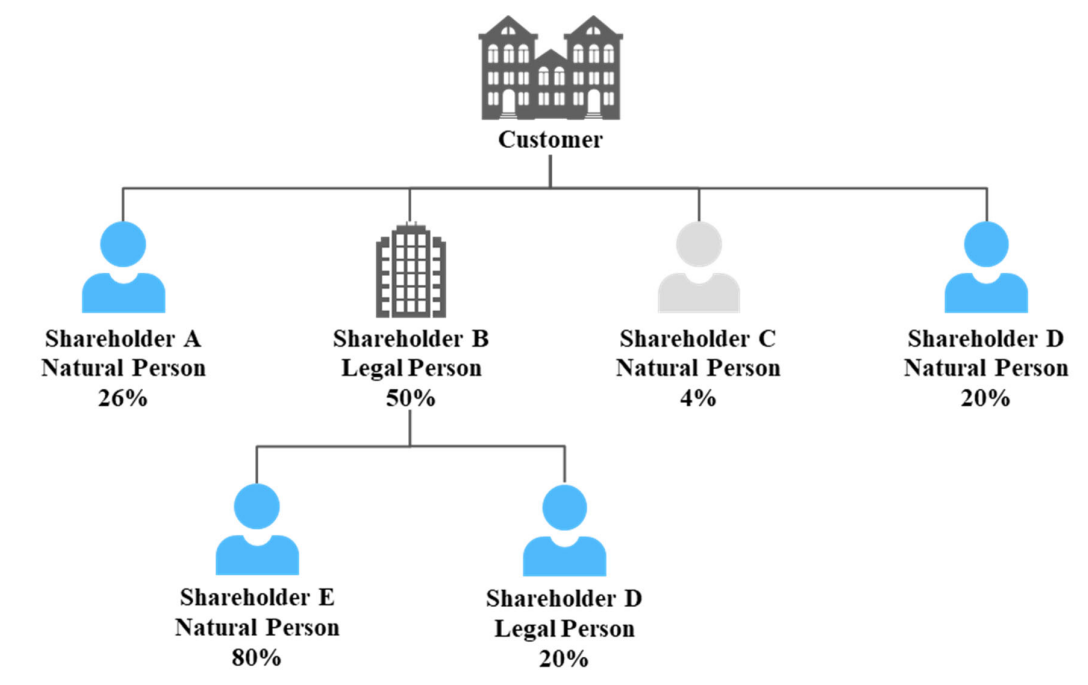 Customer
Shareholder A
Natural Person
26%
Shareholder B
Legal Person
50%
Shareholder C
Natural Person
4%
Shareholder D
Natural Person
20%
Shareholder E
Natural Person
80%
Shareholder D
Legal Person
20%